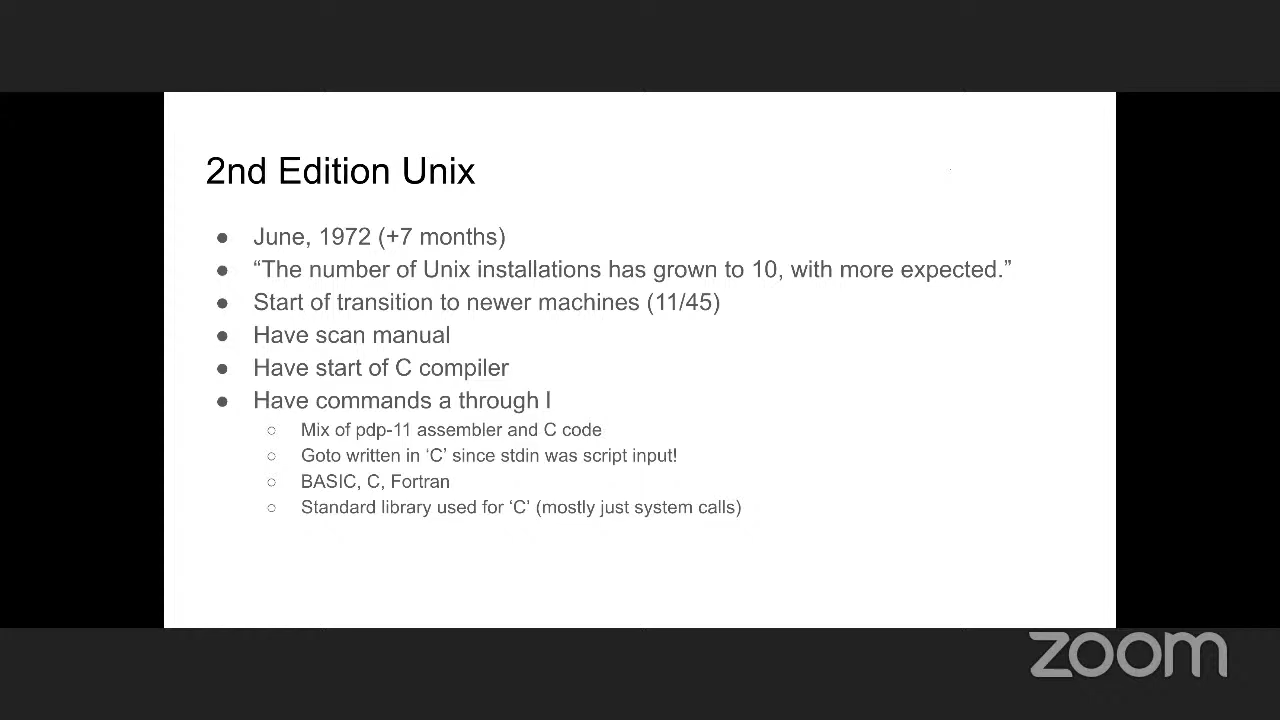 2nd Edition Unix
● June, 1972 (+7 months)
● “The number of Unix installations has grown to 10, with more expected.”
● Start of transition to newer machines (11/45)
● Have scan manual
● Have start of C compiler
● Have commands a through l
○ Mix of pdp-11 assembler and C code
○ Goto written in ‘C’ since stdin was script input!
○ BASIC, C, Fortran
○ Standard library used for ‘C’ (mostly just system calls)
zoom